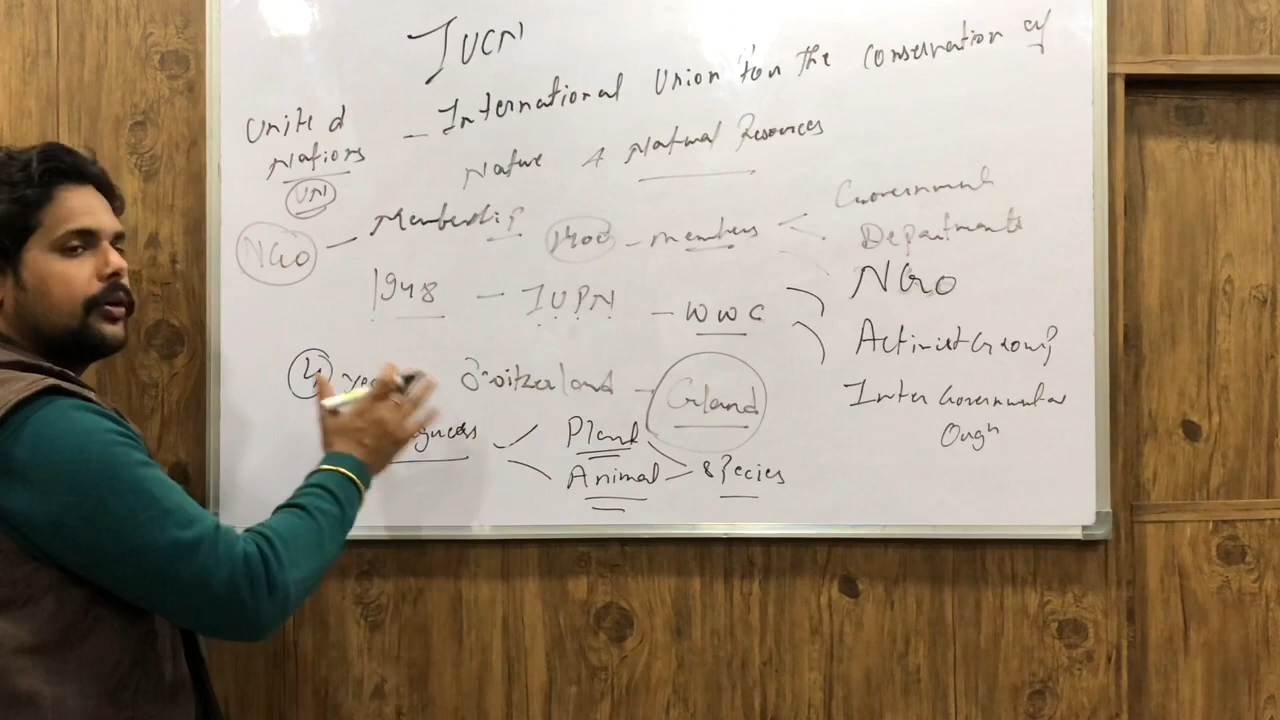 IUCN
- International Union for the Conservation of
Nature & Natural Resources
United
Nations
UN
NGO - Membership 1400 - members
Government
Departments
NGO
Activist Group
Inter Governmental
1948 - IUPN - WWC
4 Switzerland - Gland
Plant
Animal
Species